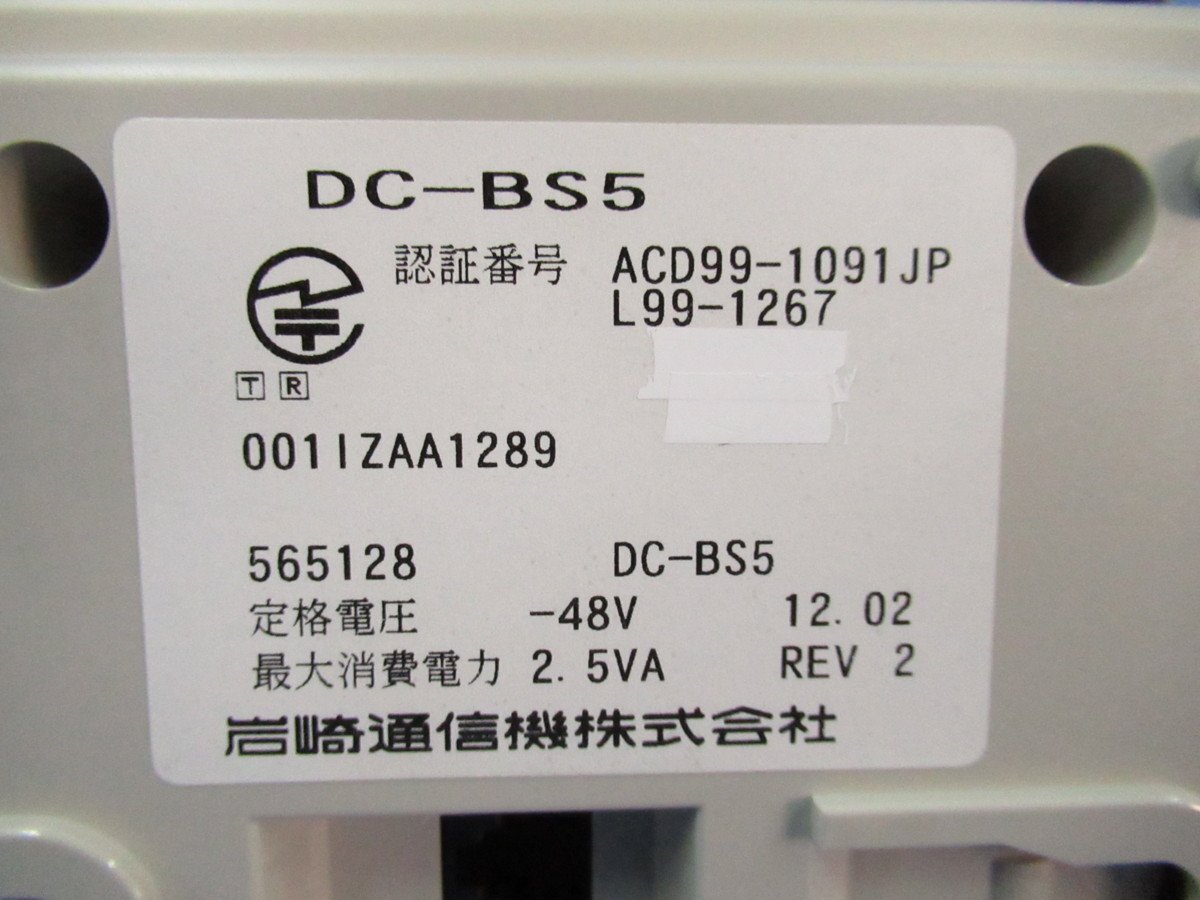 DC-BS5
認証番号 ACD99-1091JP
L99-1267
T R
001IZAA1289
565128 DC-BS5
定格電圧 -48V 12.02
最大消費電力 2.5VA REV 2
岩崎通信機株式会社